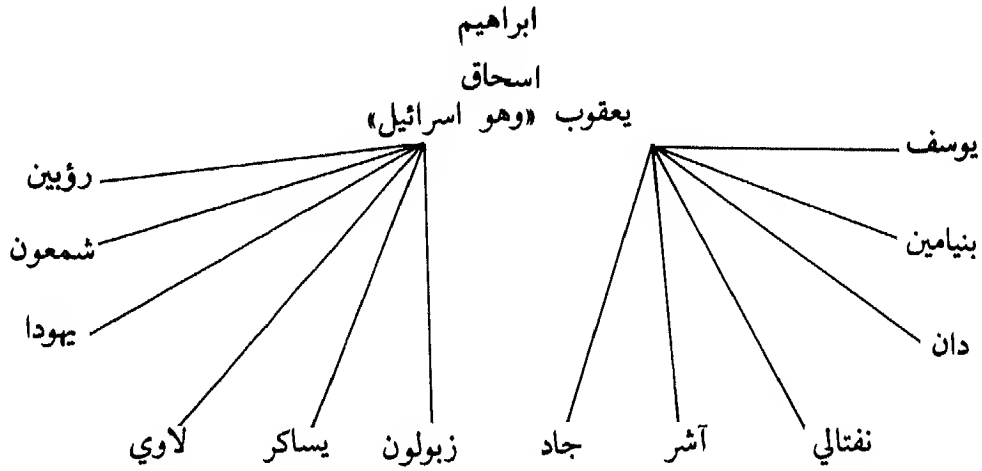 ابراهيم
اسحاق
يعقوب «وهو اسرائيل»
يوسف
رؤبين
بنيامين
شمعون
دان
يهودا
نفتالي
آشر
جاد
زبولون
يساكر
لاوي